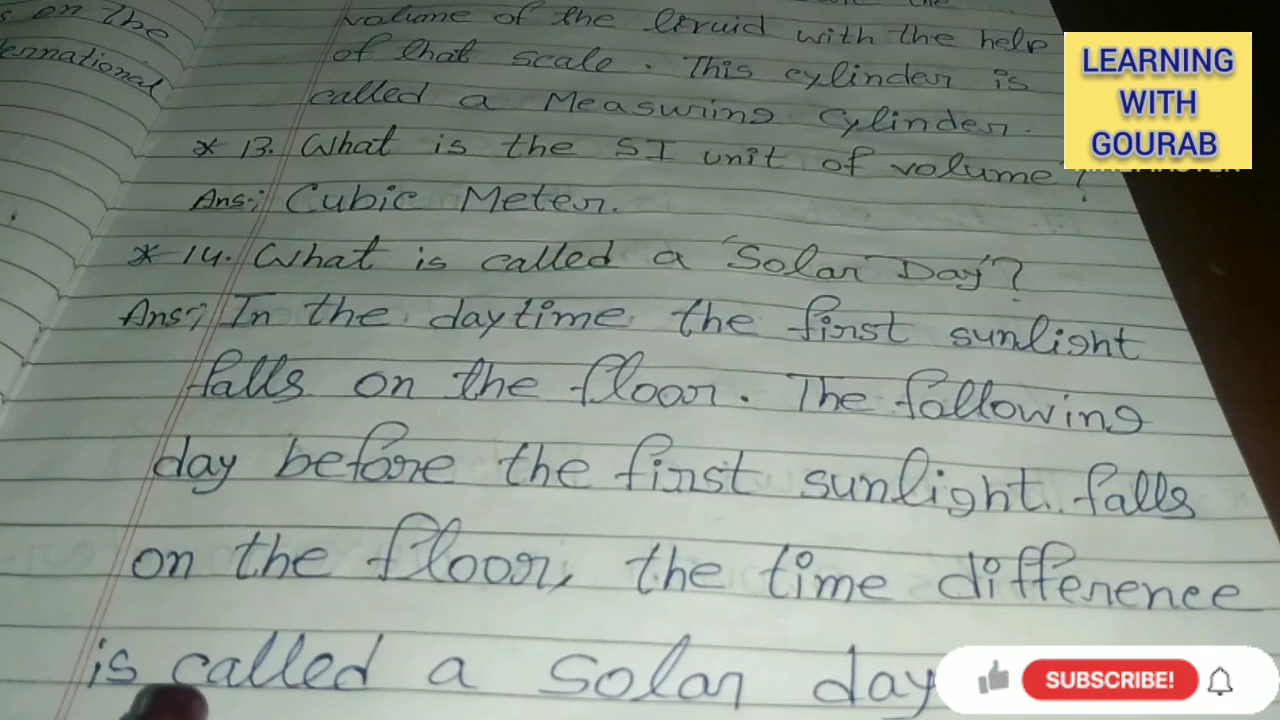 s on the
ernational
volume of the liquid with the help
of that scale. This cylinder is
called a Measuring Cylinder.
* 13. What is the SI unit of volume?
Ans:; Cubic Meter.
* 14. What is called a "Solar Day"?
Ans:; In the daytime the first sunlight
falls on the floor. The following
day before the first sunlight falls
on the floor, the time difference
is called a solar day
LEARNING
WITH
GOURAB
SUBSCRIBE!